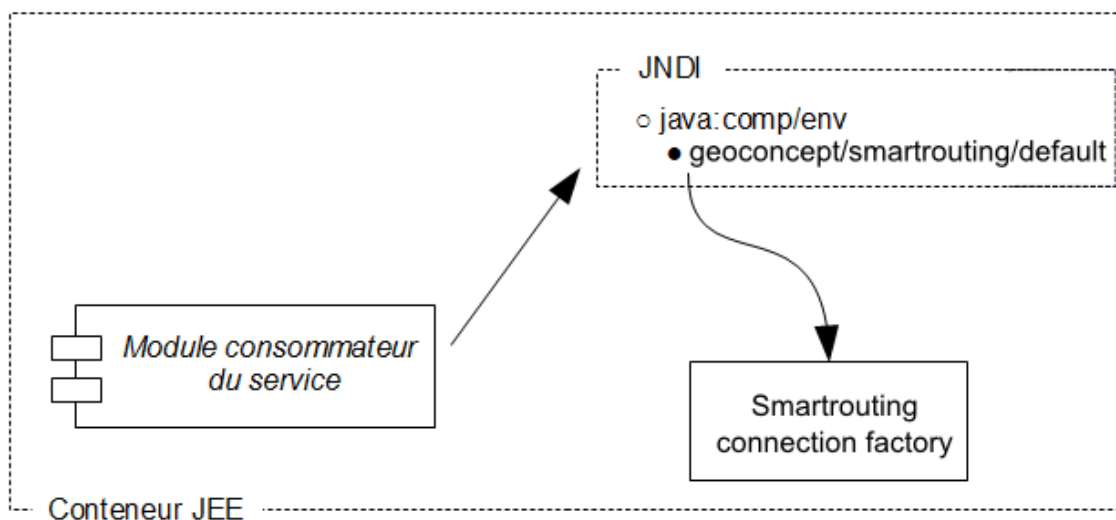 JNDI
○ java:comp/env
● geoconcept/smartrouting/default
Module consommateur
du service
Smartrouting
connection factory
Conteneur JEE